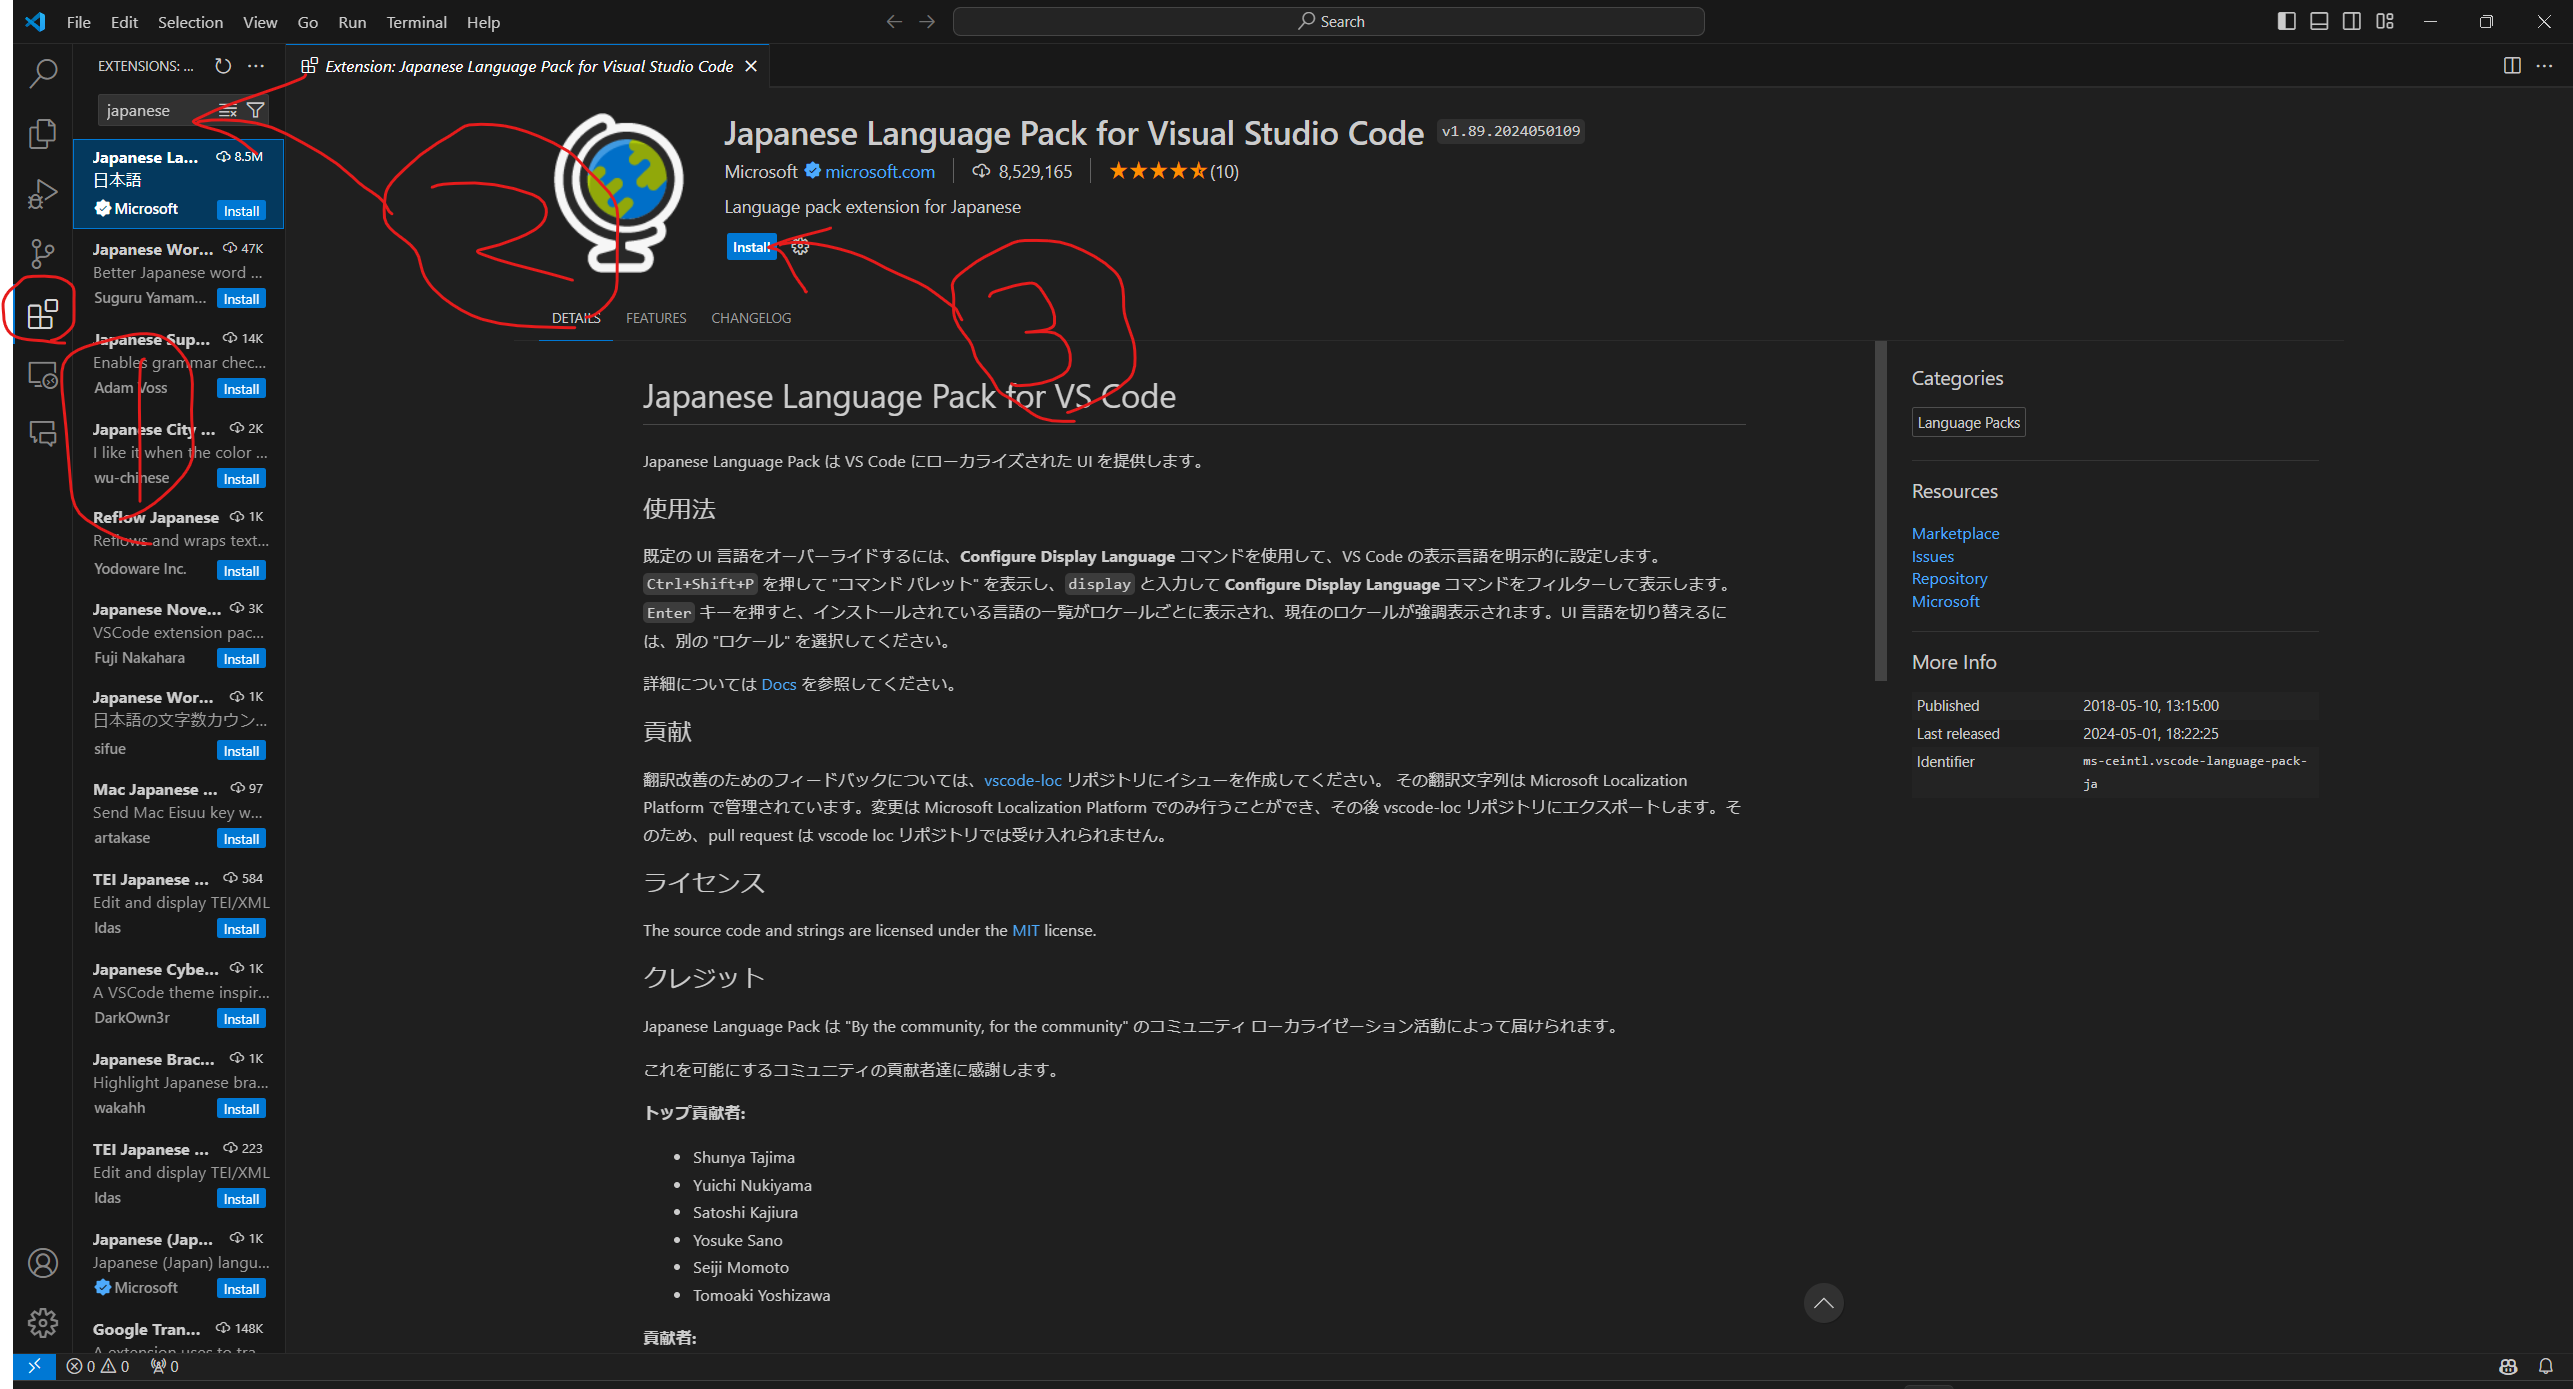 File Edit Selection View Go Run Terminal Help
Search
EXTENSIONS: ...
Extension: Japanese Language Pack for Visual Studio Code
japanese
Japanese La... 8.5M
日本語
Microsoft Install
Japanese Wor... 47K
Better Japanese word ...
Suguru Yamam... Install
Japanese Sup... 14K
Enables grammar chec...
Adam Voss Install
Japanese City ... 2K
I like it when the color ...
wu-chinese Install
Reflow Japanese 1K
Reflows and wraps text...
Yodoware Inc. Install
Japanese Nove... 3K
VSCode extension pac...
Fuji Nakahara Install
Japanese Wor... 1K
日本語の文字数カウン...
sifue Install
Mac Japanese ... 97
Send Mac Eisuu key w...
artakase Install
TEI Japanese ... 584
Edit and display TEI/XML
ldas Install
Japanese Cybe... 1K
A VSCode theme inspir...
DarkOwn3r Install
Japanese Brac... 1K
Highlight Japanese bra...
wakahh Install
TEI Japanese ... 223
Edit and display TEI/XML
ldas Install
Japanese (Jap... 1K
Japanese (Japan) langu...
Microsoft Install
Google Tran... 148K
1
2
3
Japanese Language Pack for Visual Studio Code v1.89.2024050109
Microsoft microsoft.com 8,529,165 (10)
Language pack extension for Japanese
Install
DETAILS FEATURES CHANGELOG
Japanese Language Pack for VS Code
Japanese Language Pack は VS Code にローカライズされた UI を提供します。
使用法
既定の UI 言語をオーバーライドするには、Configure Display Language コマンドを使用して、VS Code の表示言語を明示的に設定します。
Ctrl+Shift+P を押して "コマンド パレット" を表示し、display と入力して Configure Display Language コマンドをフィルターして表示します。
Enter キーを押すと、インストールされている言語の一覧がロケールごとに表示され、現在のロケールが強調表示されます。UI 言語を切り替えるに
は、別の "ロケール" を選択してください。
詳細については Docs を参照してください。
貢献
翻訳改善のためのフィードバックについては、vscode-loc リポジトリにイシューを作成してください。 その翻訳文字列は Microsoft Localization
Platform で管理されています。変更は Microsoft Localization Platform でのみ行うことができ、その後 vscode-loc リポジトリにエクスポートします。そ
のため、pull request は vscode loc リポジトリでは受け入れられません。
ライセンス
The source code and strings are licensed under the MIT license.
クレジット
Japanese Language Pack は "By the community, for the community" のコミュニティ ローカライゼーション活動によって届けられます。
これを可能にするコミュニティの貢献者達に感謝します。
トップ貢献者:
Shunya Tajima
Yuichi Nukiyama
Satoshi Kajiura
Yosuke Sano
Seiji Momoto
Tomoaki Yoshizawa
貢献者:
Categories
Language Packs
Resources
Marketplace
Issues
Repository
Microsoft
More Info
Published 2018-05-10, 13:15:00
Last released 2024-05-01, 18:22:25
Identifier ms-ceintl.vscode-language-pack-
ja
0 0 0